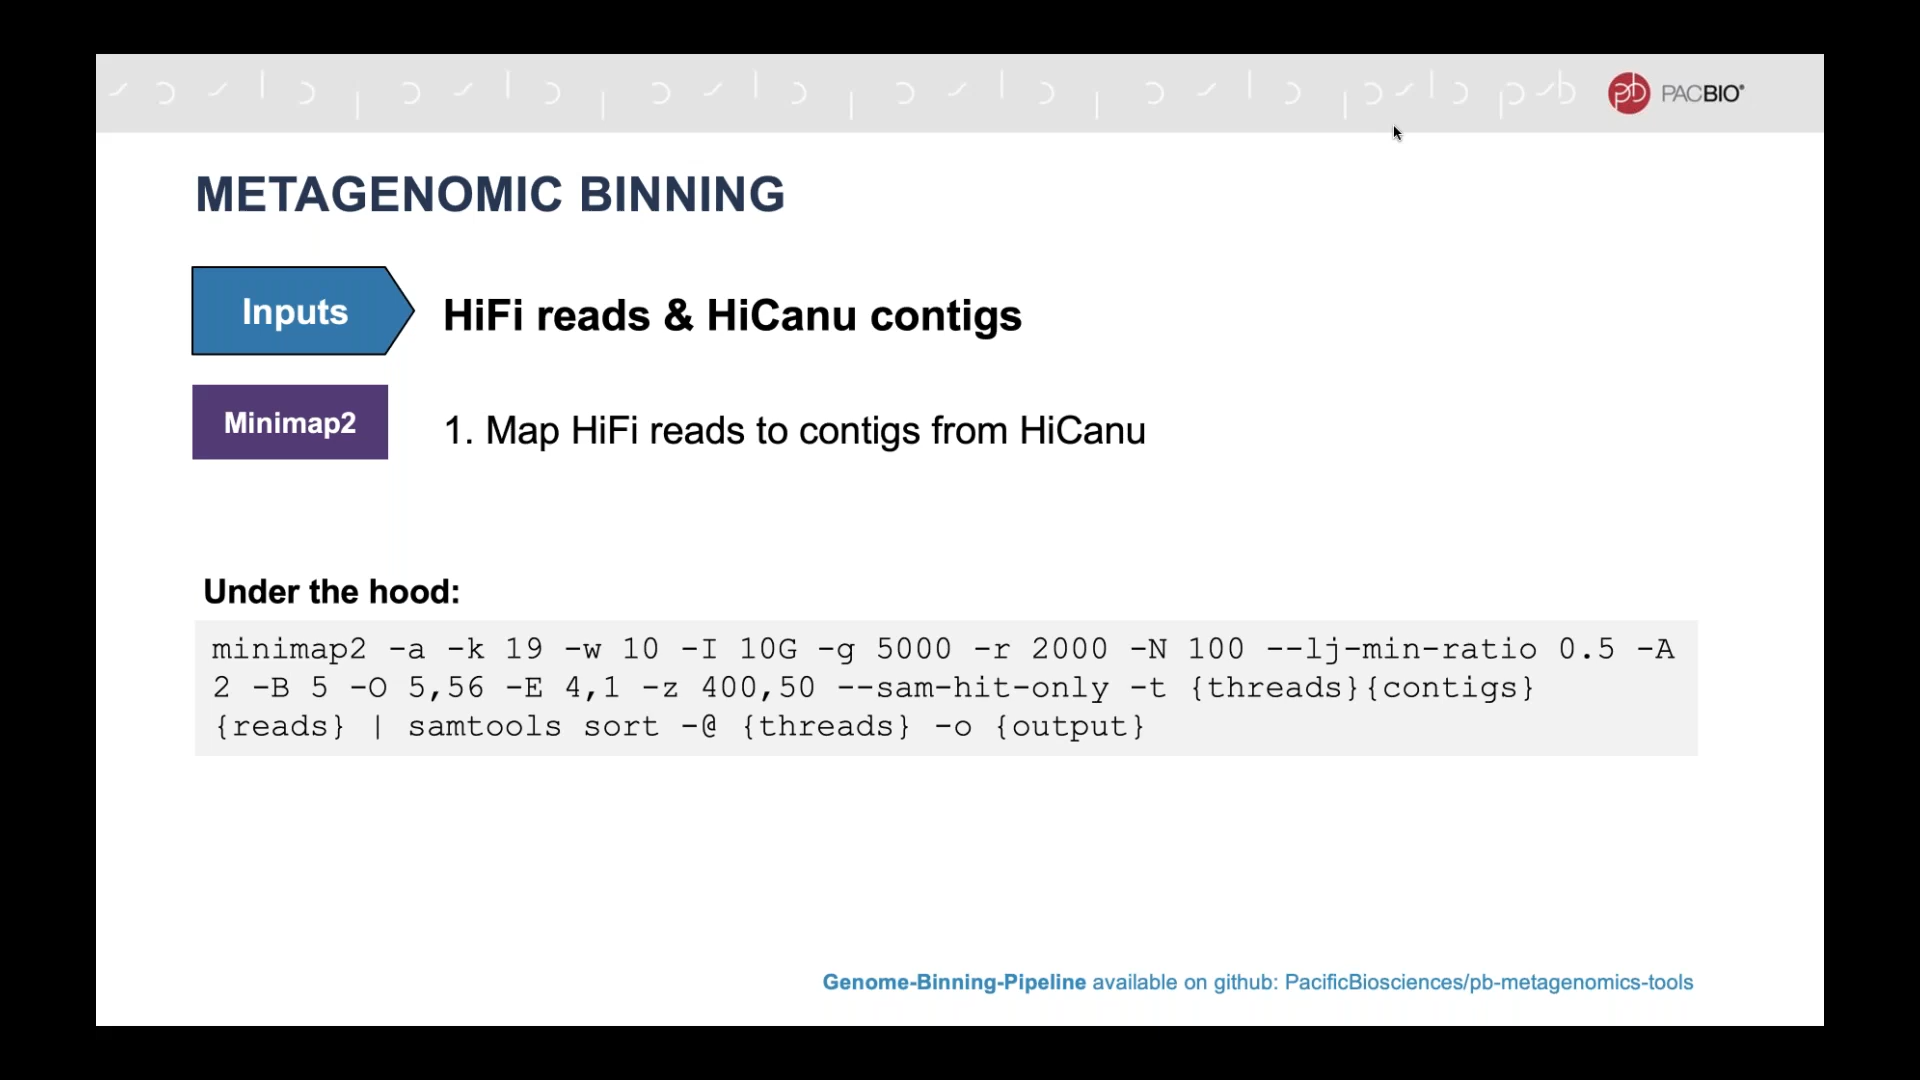 pb PACBIO®
METAGENOMIC BINNING
Inputs
HiFi reads & HiCanu contigs
Minimap2
1. Map HiFi reads to contigs from HiCanu
Under the hood:
minimap2 -a -k 19 -w 10 -I 10G -g 5000 -r 2000 -N 100 --lj-min-ratio 0.5 -A
2 -B 5 -O 5,56 -E 4,1 -z 400,50 --sam-hit-only -t {threads}{contigs}
{reads} | samtools sort -@ {threads} -o {output}
Genome-Binning-Pipeline available on github: PacificBiosciences/pb-metagenomics-tools